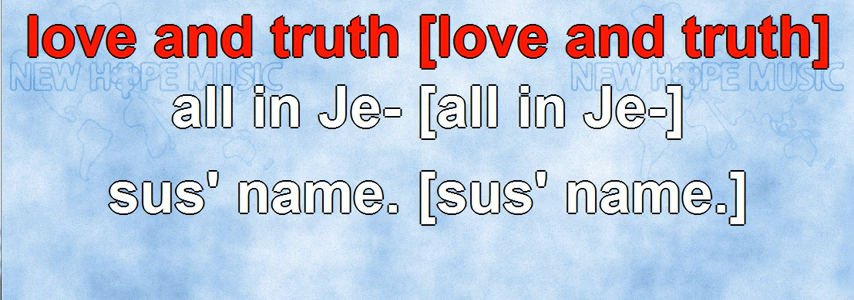 love and truth [love and truth]
NEW HOPE MUSIC NEW HOPE MUSIC
all in Je- [all in Je-]
sus' name. [sus' name.]